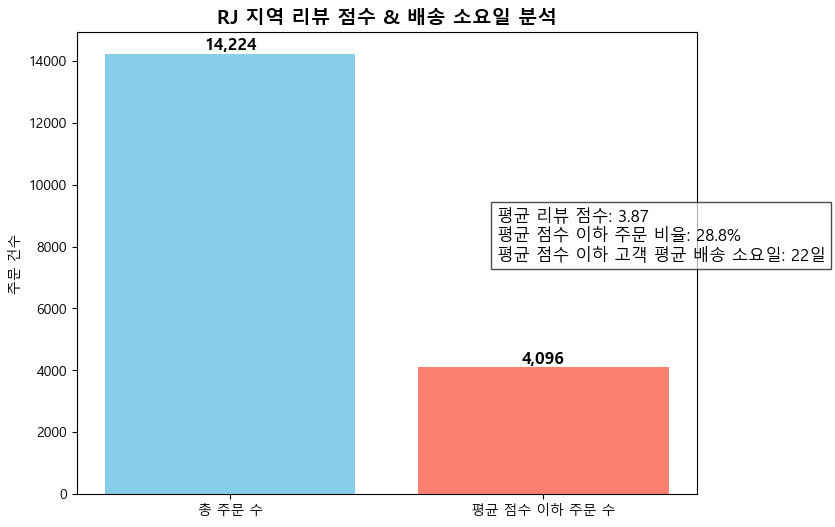 RJ 지역 리뷰 점수 & 배송 소요일 분석
14,224
14000
12000
10000
8000
6000
4000
2000
0
주문 건수
평균 리뷰 점수: 3.87
평균 점수 이하 주문 비율: 28.8%
평균 점수 이하 고객 평균 배송 소요일: 22일
4,096
총 주문 수
평균 점수 이하 주문 수